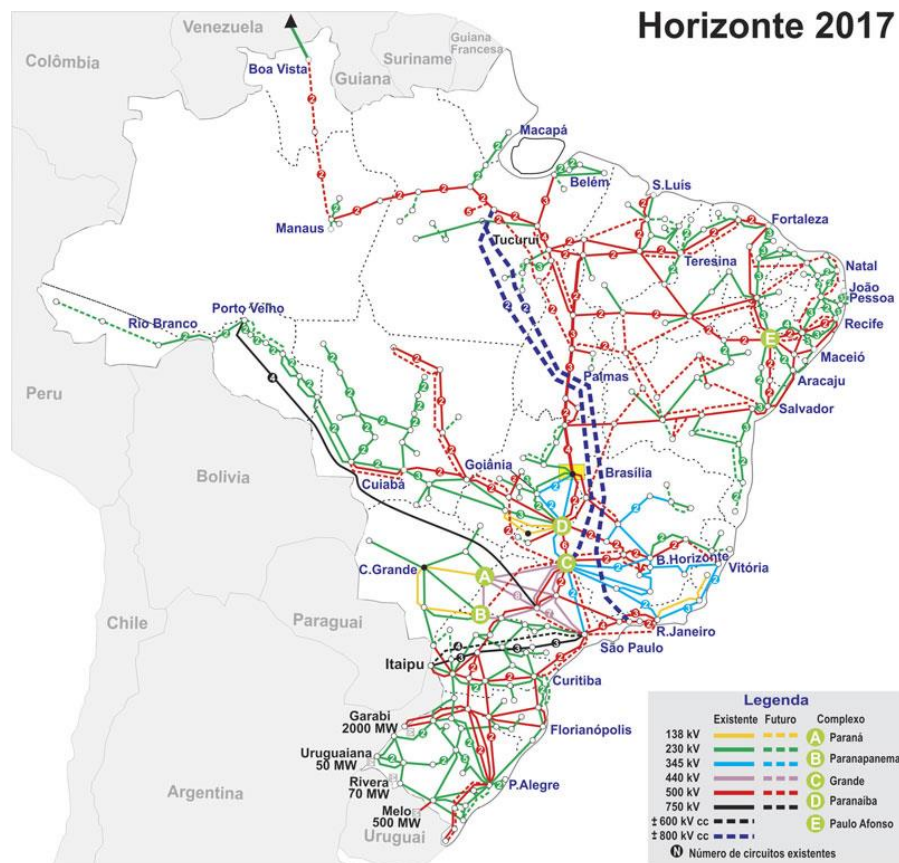 Horizonte 2017
Venezuela
Guiana
Francesa
Suriname
Colômbia
Guiana
Boa Vista
Macapá
Belém
S.Luís
Manaus
Tucuruí
Fortaleza
Teresina
Natal
João
Pessoa
Porto Velho
Rio Branco
Recife
Maceió
Peru
Palmas
Aracaju
Salvador
Bolivia
Cuiabá
Goiânia
Brasília
D
E
C.Grande
A
C
B.Horizonte
Vitória
B
Paraguai
Chile
R.Janeiro
São Paulo
Itaipu
Curitiba
Garabi
2000 MW
Florianópolis
Uruguaiana
50 MW
Rivera
70 MW
P.Alegre
Melo
500 MW
Argentina
Uruguai
Legenda
Existente Futuro Complexo
138 kV A Paraná
230 kV
345 kV B Paranapanema
440 kV C Grande
500 kV
750 kV D Paranaíba
±600 kV cc
±800 kV cc E Paulo Afonso
N Número de circuitos existentes